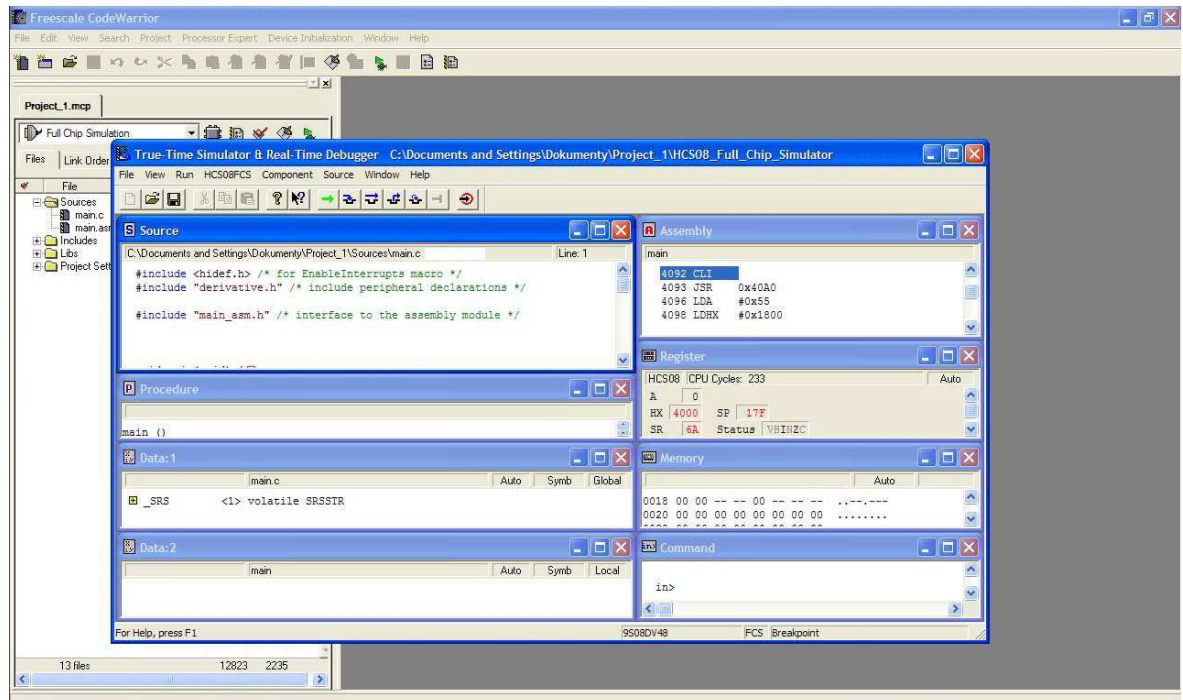 Freescale CodeWarrior
File Edit View Search Project Processor Expert Device Initialization Window Help
Project_1.mcp
Full Chip Simulation
Files Link Order
File
Sources
main.c
main.asm
Includes
Libs
Project Sett
13 files 12823 2235
True-Time Simulator & Real-Time Debugger C:\Documents and Settings\Dokumenty\Project_1\HCS08_Full_Chip_Simulator
File View Run HCS08FCS Component Source Window Help
Source
C:\Documents and Settings\Dokumenty\Project_1\Sources\main.c Line: 1
#include <hidef.h> /* for EnableInterrupts macro */
#include "derivative.h" /* include peripheral declarations */
#include "main_asm.h" /* interface to the assembly module */
Assembly
main
4092 CLI
4093 JSR 0x40A0
4096 LDA #0x55
4098 LDHX #0x1800
Procedure
main ()
Register
HCS08 CPU Cycles: 233 Auto
A 0
HX 4000 SP 17F
SR 6A Status VHINZC
Data:1
main.c Auto Symb Global
_SRS <1> volatile SRSSTR
Memory
Auto
0018 00 00 -- -- 00 -- -- -- ..--.---
0020 00 00 00 00 00 00 00 00 ........
Data:2
main Auto Symb Local
Command
in>
For Help, press F1 9S08DV48 FCS Breakpoint